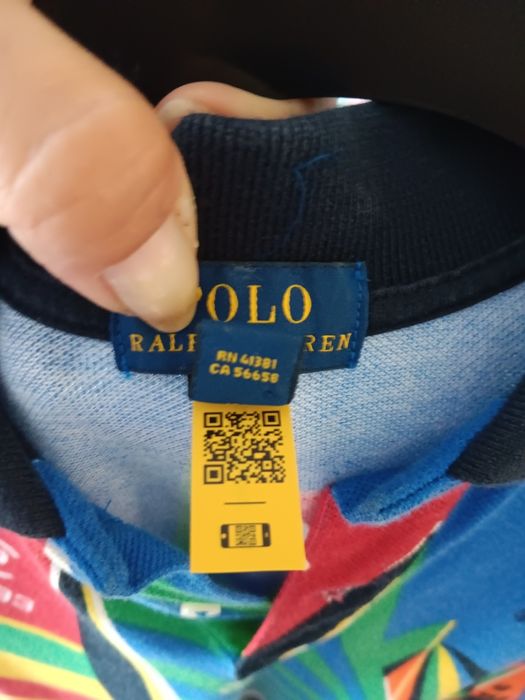 POLO
RALP REN
RN 41381
CA 56658